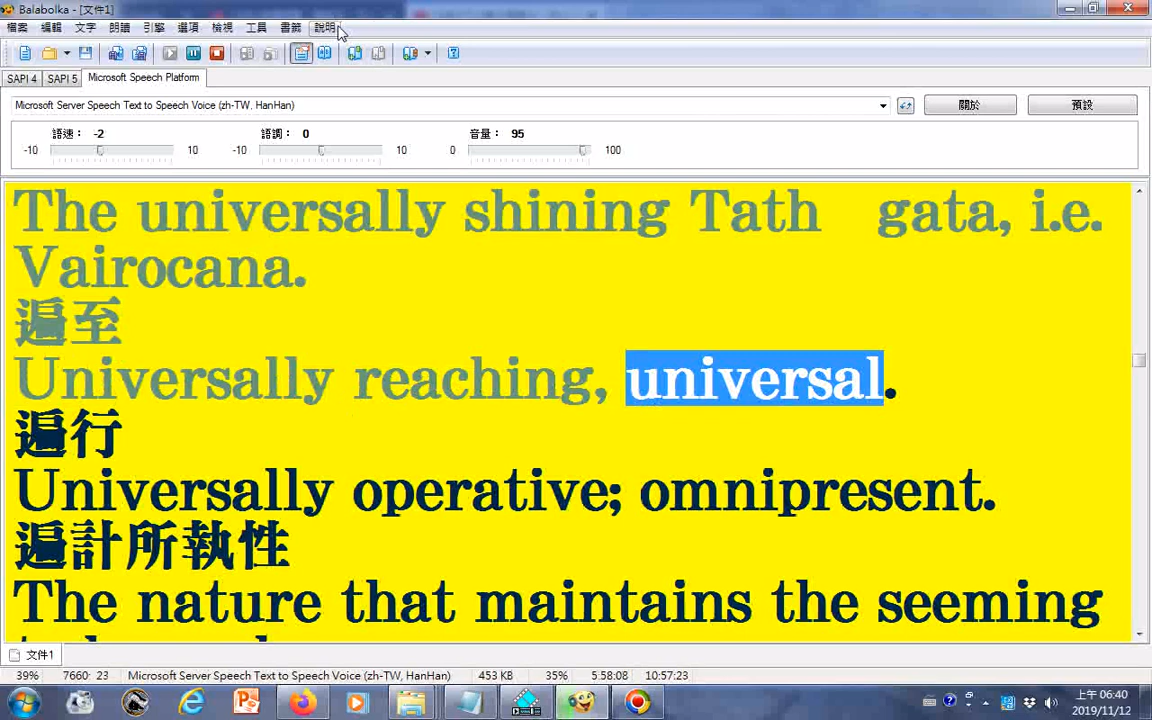 Balabolka - [文件1]
檔案 編輯 文字 朗讀 引擎 選項 檢視 工具 書籤 說明
SAPI 4 SAPI 5 Microsoft Speech Platform
Microsoft Server Speech Text to Speech Voice (zh-TW, HanHan) 關於 預設
語速: -2 語調: 0 音量: 95
-10 10 -10 10 0 100
The universally shining Tath gata, i.e.
Vairocana.
遍至
Universally reaching, universal.
遍行
Universally operative; omnipresent.
遍計所執性
The nature that maintains the seeming
文件1
39% 7660: 23 Microsoft Server Speech Text to Speech Voice (zh-TW, HanHan) 453 KB 35% 5:58:08 10:57:23
上午 06:40
2019/11/12